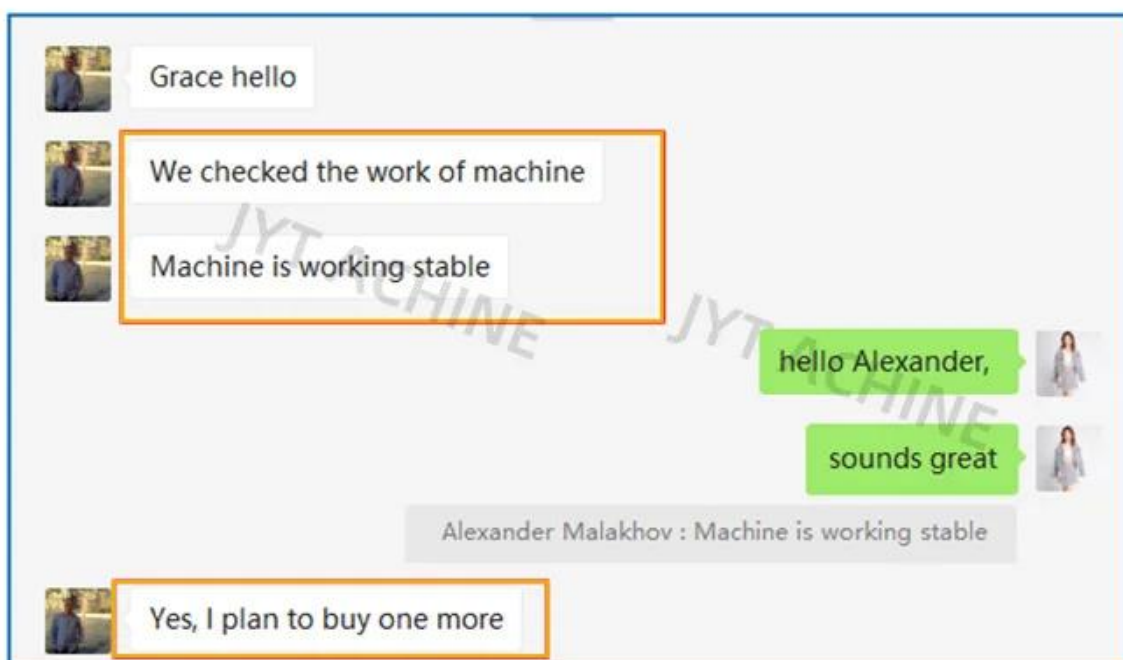 Grace hello
We checked the work of machine
Machine is working stable
JYT ACHINE
JYT ACHINE
hello Alexander,
sounds great
Alexander Malakhov : Machine is working stable
Yes, I plan to buy one more